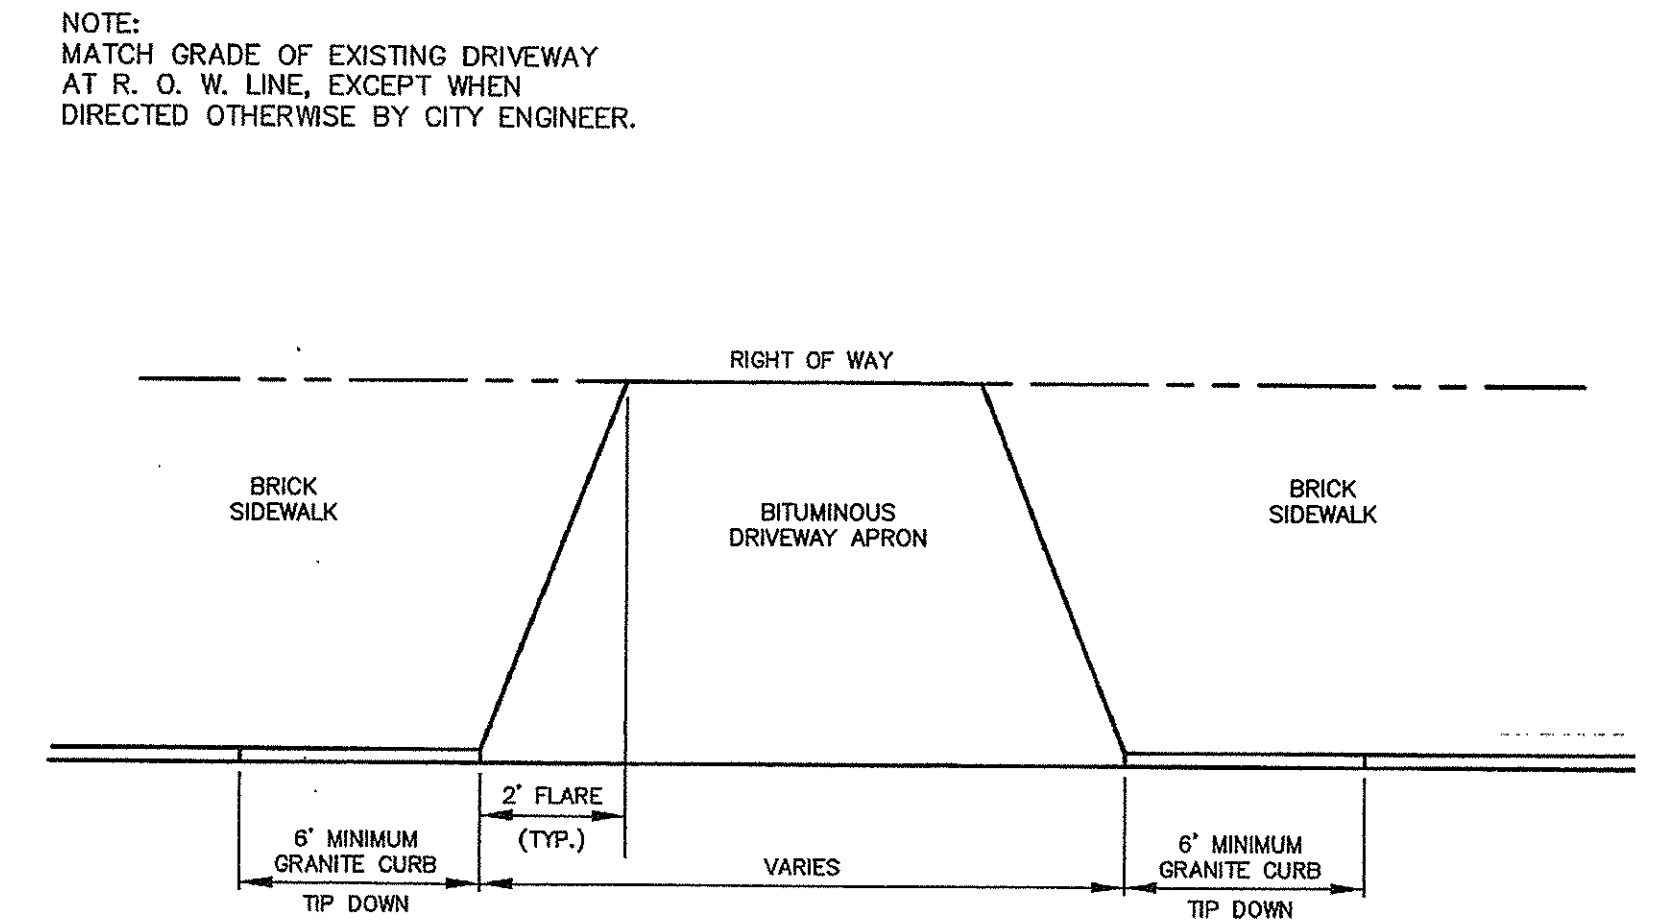 NOTE:
MATCH GRADE OF EXISTING DRIVEWAY
AT R. O. W. LINE, EXCEPT WHEN
DIRECTED OTHERWISE BY CITY ENGINEER.
RIGHT OF WAY
BRICK
SIDEWALK
BITUMINOUS
DRIVEWAY APRON
BRICK
SIDEWALK
2' FLARE
(TYP.)
6' MINIMUM
GRANITE CURB
TIP DOWN
VARIES
6' MINIMUM
GRANITE CURB
TIP DOWN